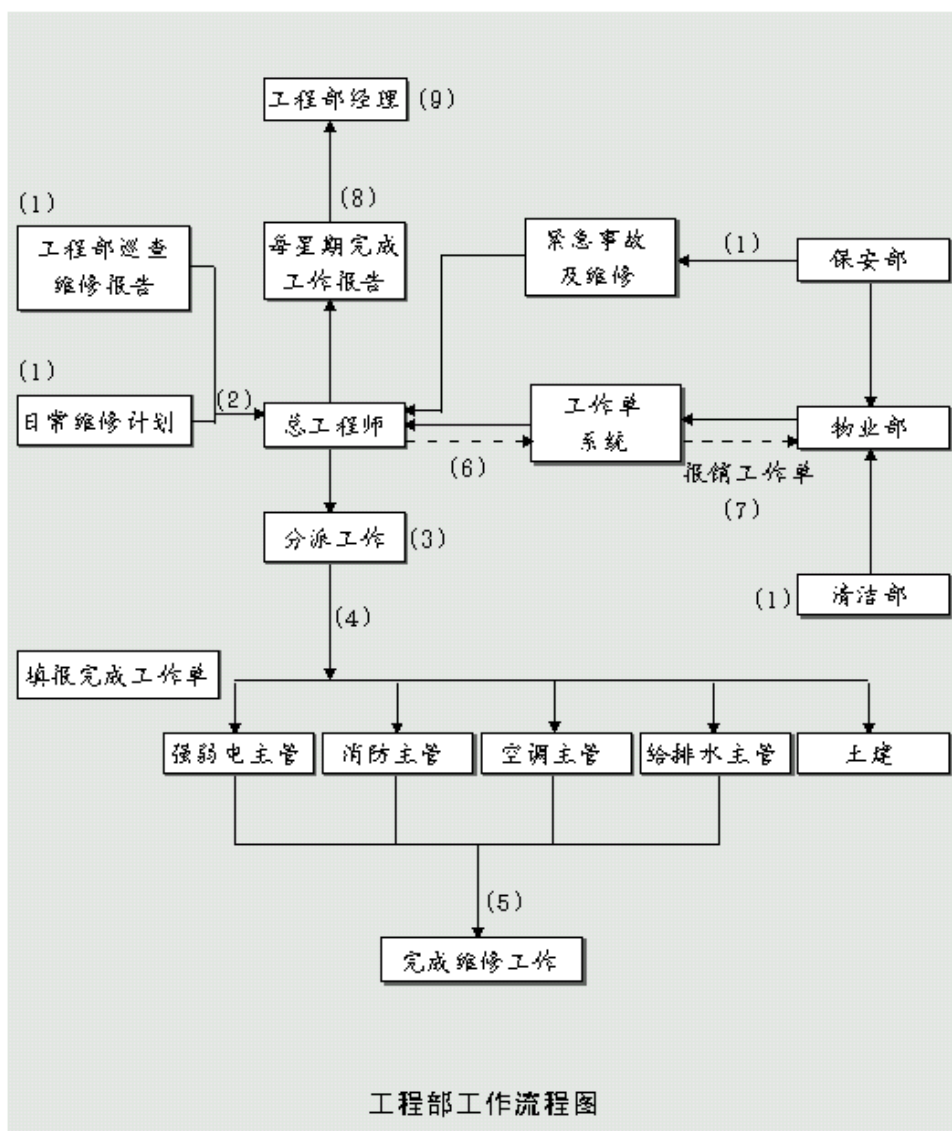 工程部经理 (9)
(8)
(1)
工程部巡查
维修报告
每星期完成
工作报告
紧急事故
及维修
(1)
保安部
(1)
日常维修计划
(2)
总工程师
工作单
系统
物业部
(6)
报销工作单
(7)
分派工作 (3)
(1) 清洁部
(4)
填报完成工作单
强弱电主管
消防主管
空调主管
给排水主管
土建
(5)
完成维修工作
工程部工作流程图